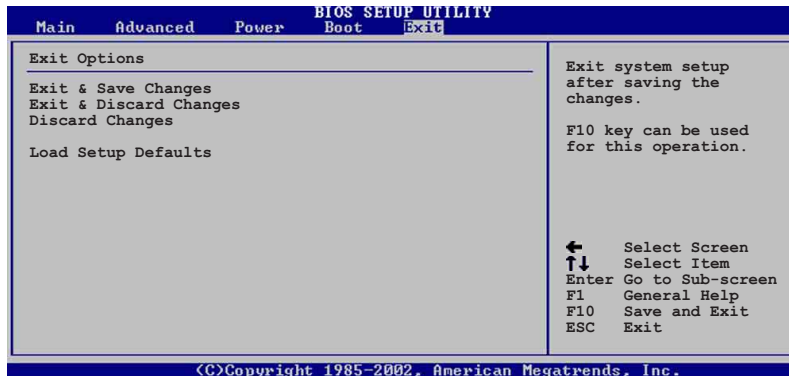 BIOS SETUP UTILITY
Main Advanced Power Boot Exit
Exit Options
Exit & Save Changes
Exit & Discard Changes
Discard Changes
Load Setup Defaults
Exit system setup
after saving the
changes.
F10 key can be used
for this operation.
← Select Screen
↑↓ Select Item
Enter Go to Sub-screen
F1 General Help
F10 Save and Exit
ESC Exit
(C)Copyright 1985-2002, American Megatrends, Inc.